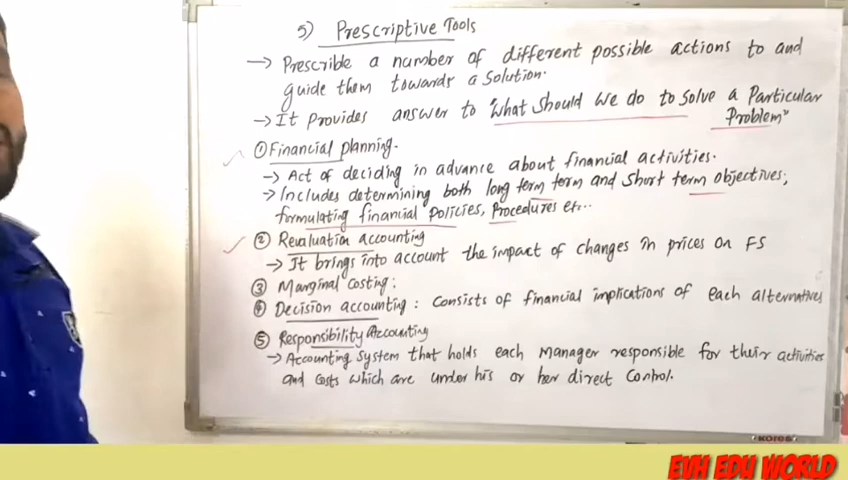 5) Prescriptive Tools
→ Prescrible a number of different possible actions to and
guide them towards a solution.
→ It provides answer to "What should we do to solve a Particular
Problem"
① Financial planning.
→ Act of deciding in advance about financial activities.
→ Includes determining both long term term and short term objectives;
formulating financial policies, procedures etc...
② Revaluation accounting
→ It brings into account the impact of changes in prices on FS
③ Marginal costing:
④ Decision accounting: consists of financial implications of each alternatives
⑤ Responsibility Accounting
→ Accounting system that holds each manager responsible for their activities
and costs which are under his or her direct control.
KORES
EVH EDU WORLD